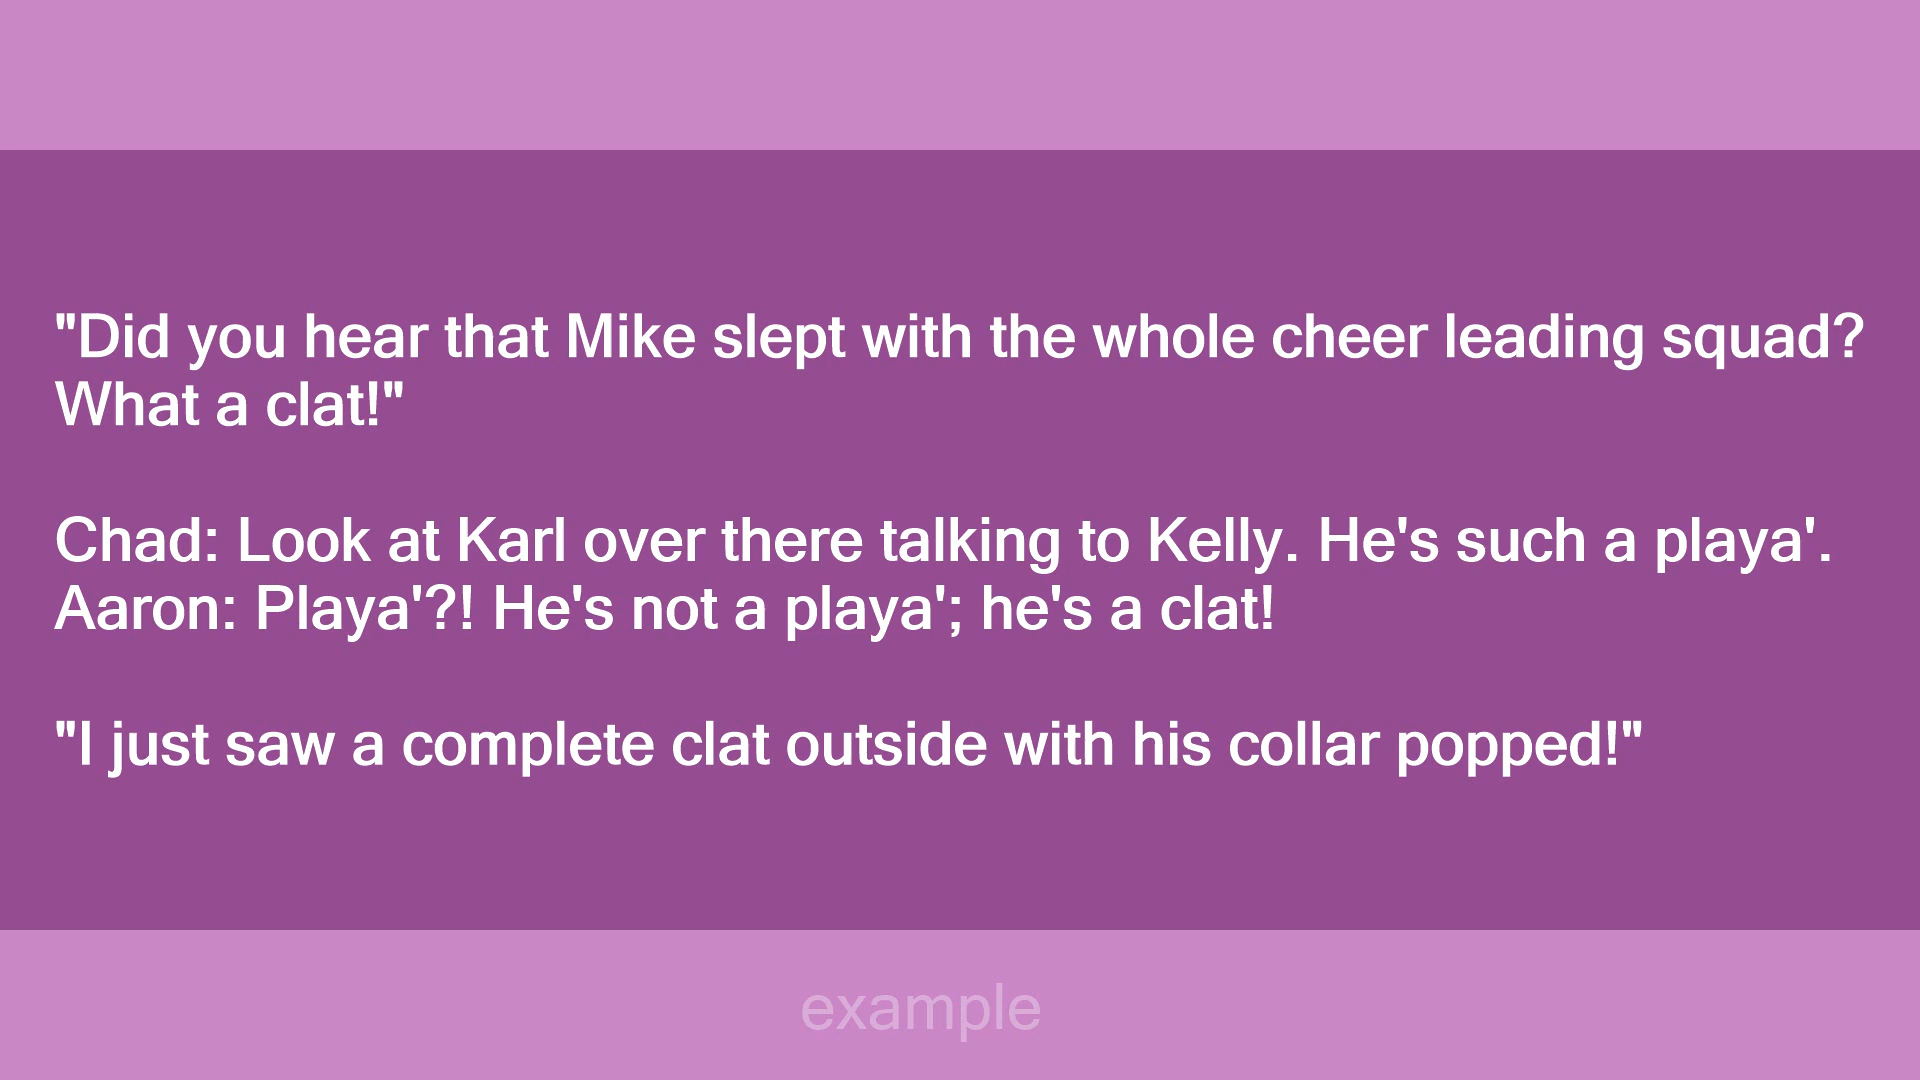 "Did you hear that Mike slept with the whole cheer leading squad?
What a clat!"
Chad: Look at Karl over there talking to Kelly. He's such a playa'.
Aaron: Playa'?! He's not a playa'; he's a clat!
"I just saw a complete clat outside with his collar popped!"
example